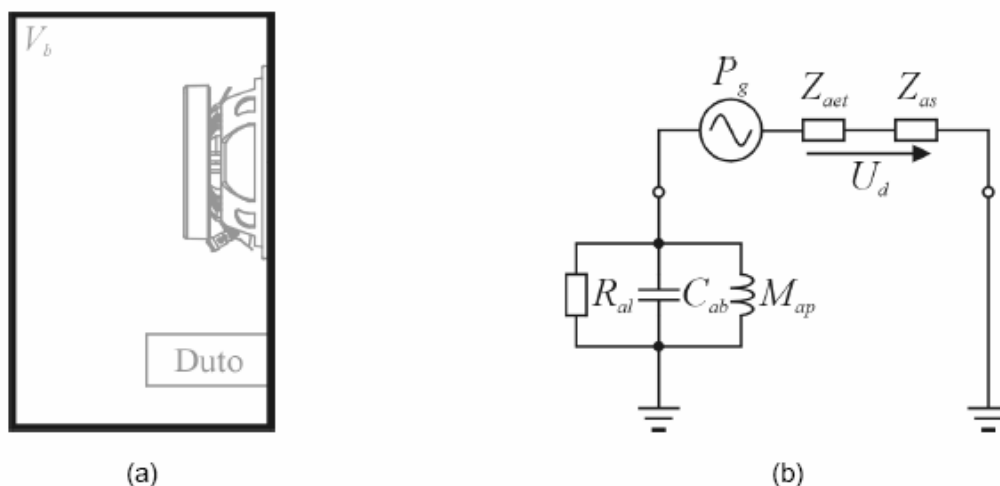 V_b
Duto
(a)
P_g
Z_aet
Z_as
U_d
R_al
C_ab
M_ap
(b)